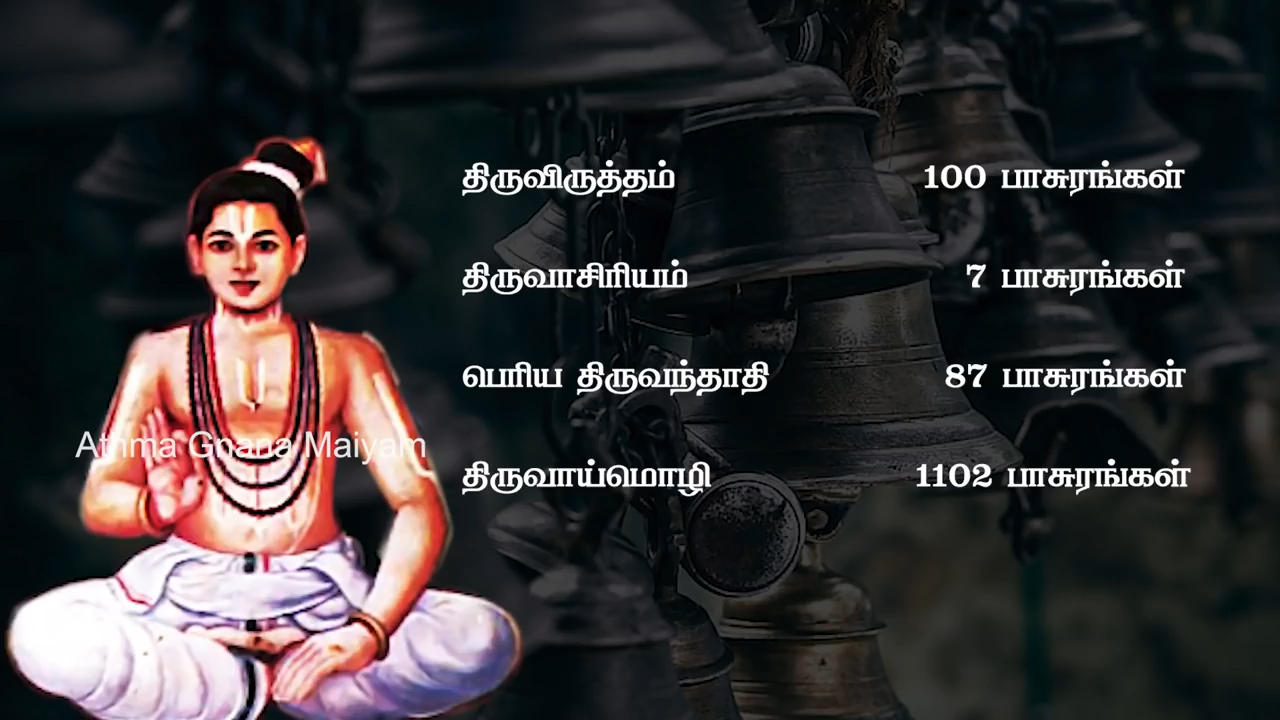 திருவிருத்தம் 100 பாசுரங்கள்
திருவாசிரியம் 7 பாசுரங்கள்
பெரிய திருவந்தாதி 87 பாசுரங்கள்
Athma Gnana Maiyam
திருவாய்மொழி 1102 பாசுரங்கள்